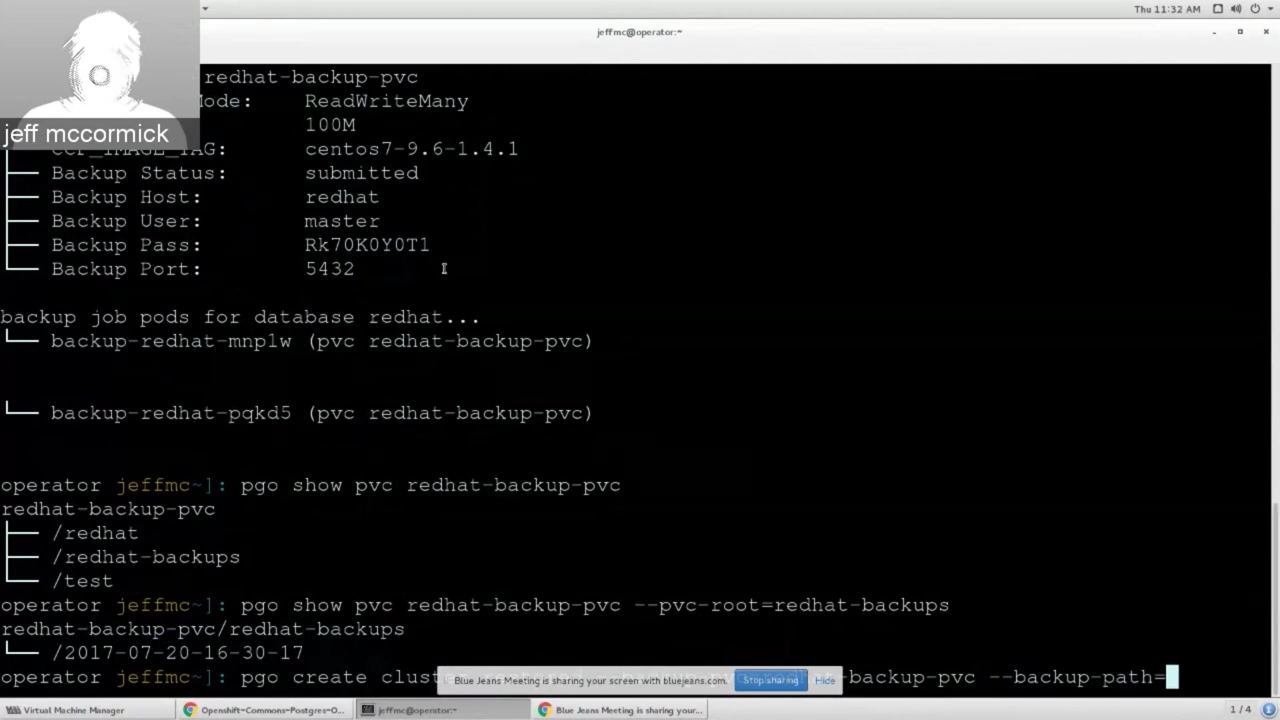 Thu 11:32 AM
jeffmc@operator:~
jeff mccormick
redhat-backup-pvc
Mode: ReadWriteMany
100M
CCP_IMAGE_TAG: centos7-9.6-1.4.1
├── Backup Status: submitted
├── Backup Host: redhat
├── Backup User: master
├── Backup Pass: Rk70K0Y0T1
└── Backup Port: 5432
backup job pods for database redhat...
└── backup-redhat-mnp1w (pvc redhat-backup-pvc)
└── backup-redhat-pqkd5 (pvc redhat-backup-pvc)
operator jeffmc~]: pgo show pvc redhat-backup-pvc
redhat-backup-pvc
├── /redhat
├── /redhat-backups
└── /test
operator jeffmc~]: pgo show pvc redhat-backup-pvc --pvc-root=redhat-backups
redhat-backup-pvc/redhat-backups
└── /2017-07-20-16-30-17
operator jeffmc~]: pgo create clust -backup-pvc --backup-path=
Blue Jeans Meeting is sharing your screen with bluejeans.com. Stop sharing Hide
Virtual Machine Manager Openshift-Commons-Postgres-O... jeffmc@operator:~ Blue Jeans Meeting is sharing your... 1 / 4